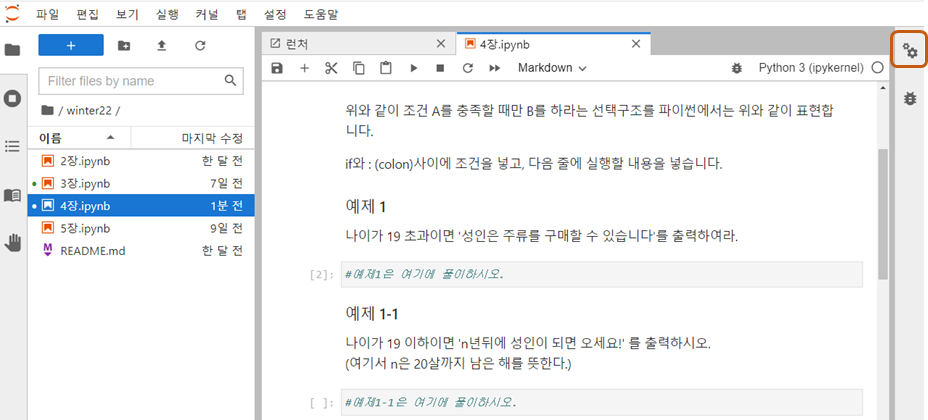 파일 편집 보기 실행 커널 탭 설정 도움말
런처
4장.ipynb
Filter files by name
Markdown
Python 3 (ipykernel)
/ winter22 /
이름 마지막 수정
2장.ipynb 한 달 전
3장.ipynb 7일 전
4장.ipynb 1분 전
5장.ipynb 9일 전
README.md 한 달 전
위와 같이 조건 A를 충족할 때만 B를 하라는 선택구조를 파이썬에서는 위와 같이 표현합
니다.
if와 : (colon)사이에 조건을 넣고, 다음 줄에 실행할 내용을 넣습니다.
예제 1
나이가 19 초과이면 '성인은 주류를 구매할 수 있습니다'를 출력하여라.
[2]: #예제1은 여기에 풀이하시오.
예제 1-1
나이가 19 이하이면 'n년뒤에 성인이 되면 오세요!' 를 출력하시오.
(여기서 n은 20살까지 남은 해를 뜻한다.)
[ ]: #예제1-1은 여기에 풀이하시오.